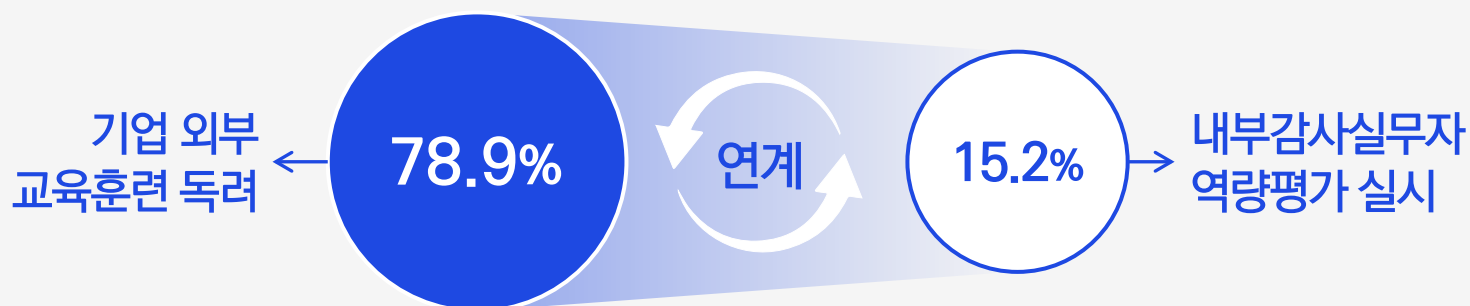 기업 외부
교육훈련 독려
78.9%
연계
15.2%
내부감사실무자
역량평가 실시